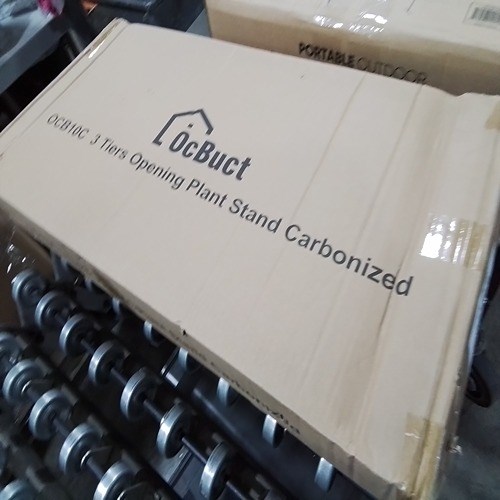 PORTABLE OUTDOOR
OcBuct
OCB10C 3 Tiers Opening Plant Stand Carbonized